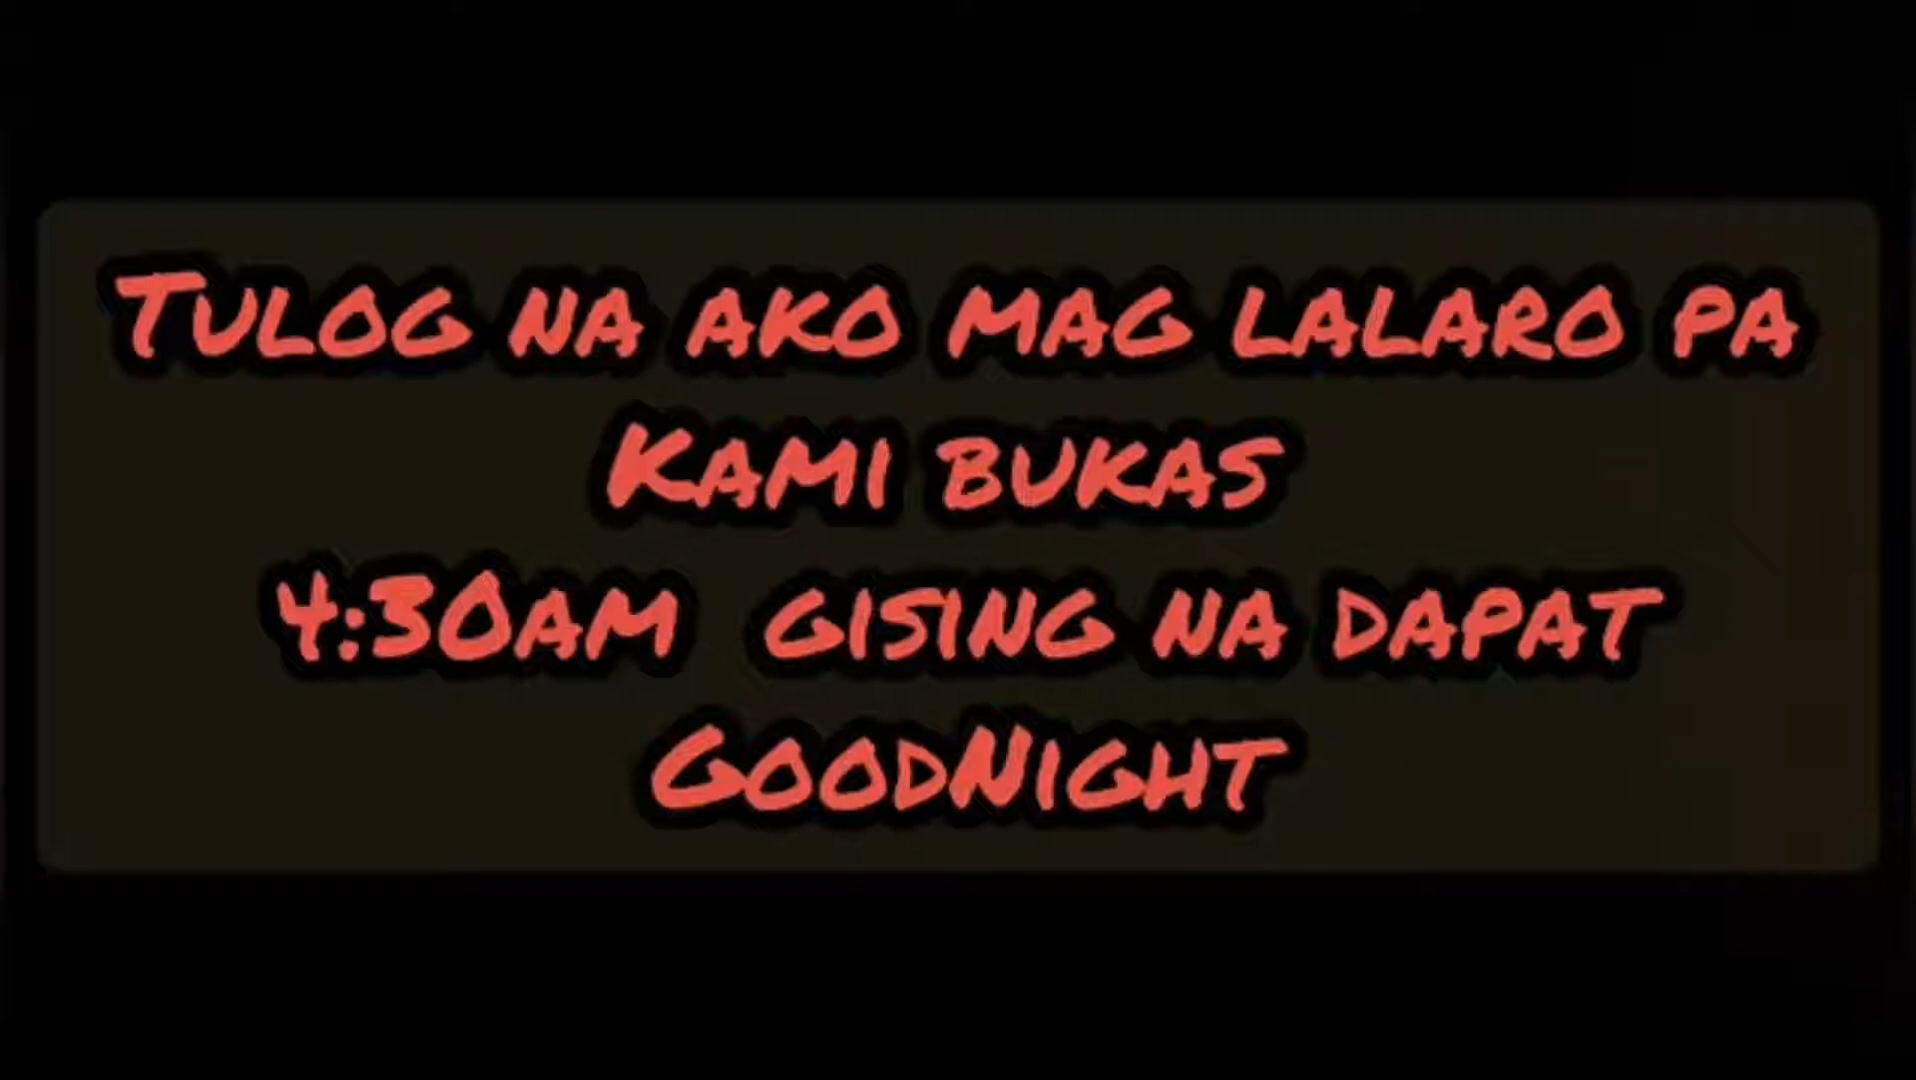 Tulog na ako mag lalaro pa
Kami bukas
4:30am gising na dapat
GoodNight